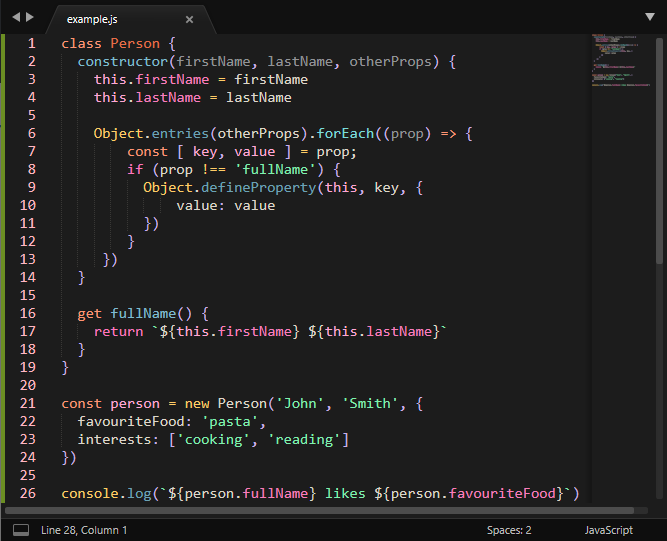 example.js
1 class Person {
2   constructor(firstName, lastName, otherProps) {
3     this.firstName = firstName
4     this.lastName = lastName
5
6     Object.entries(otherProps).forEach((prop) => {
7         const [ key, value ] = prop;
8         if (prop !== 'fullName') {
9           Object.defineProperty(this, key, {
10               value: value
11           })
12         }
13      })
14   }
15
16   get fullName() {
17     return `${this.firstName} ${this.lastName}`
18   }
19 }
20
21 const person = new Person('John', 'Smith', {
22   favouriteFood: 'pasta',
23   interests: ['cooking', 'reading']
24 })
25
26 console.log(`${person.fullName} likes ${person.favouriteFood}`)
Line 28, Column 1 Spaces: 2 JavaScript